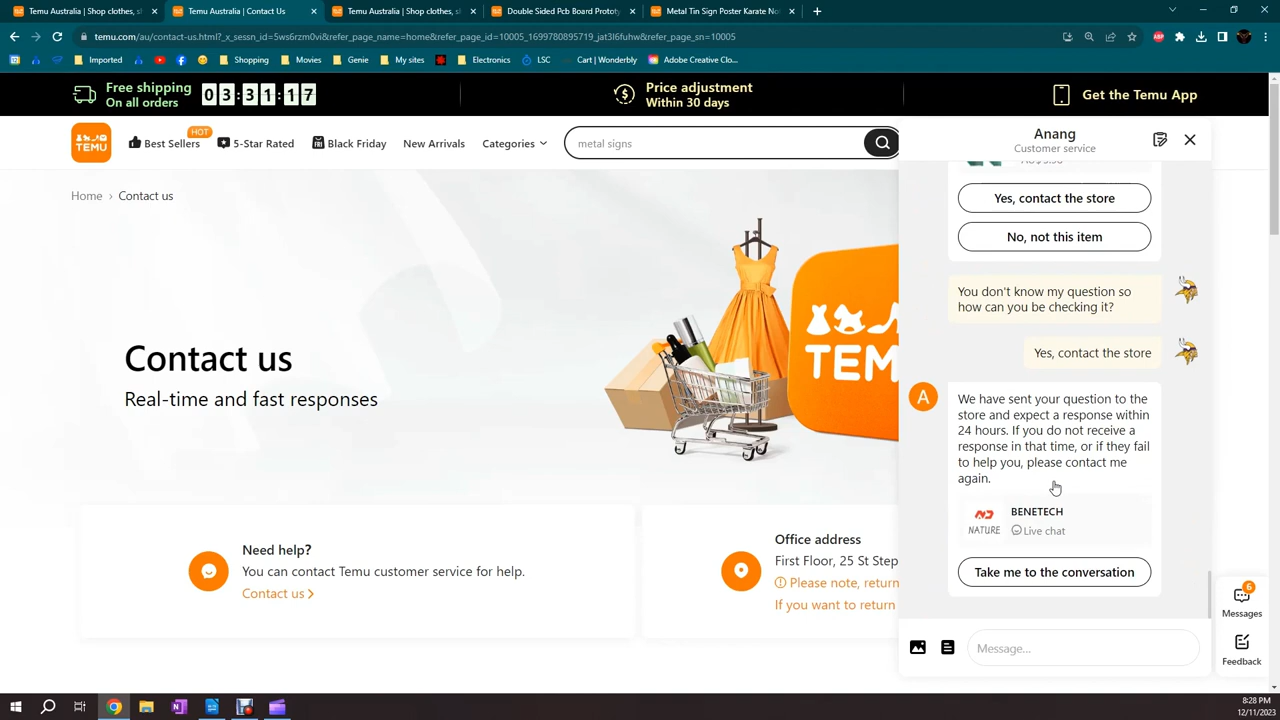 Temu Australia | Shop clothes, sh
Temu Australia | Contact Us
Temu Australia | Shop clothes, sh
Double Sided Pcb Board Prototy
Metal Tin Sign Poster Karate No
temu.com/au/contact-us.html?_x_sessn_id=5ws6rzm0vi&refer_page_name=home&refer_page_id=10005_1699780895719_jat3l6fuhw&refer_page_sn=10005
Imported
Shopping
Movies
Genie
My sites
Electronics
LSC
Cart | Wonderbly
Adobe Creative Clo...
Free shipping
On all orders
03:31:17
Price adjustment
Within 30 days
Get the Temu App
TEMU
Best Sellers
HOT
5-Star Rated
Black Friday
New Arrivals
Categories
metal signs
Home › Contact us
Contact us
Real-time and fast responses
TEM
Need help?
You can contact Temu customer service for help.
Contact us
Office address
First Floor, 25 St Step
Please note, return
If you want to return
Anang
Customer service
Yes, contact the store
No, not this item
You don't know my question so
how can you be checking it?
Yes, contact the store
A
We have sent your question to the
store and expect a response within
24 hours. If you do not receive a
response in that time, or if they fail
to help you, please contact me
again.
NATURE
BENETECH
Live chat
Take me to the conversation
Message...
6
Messages
Feedback
8:28 PM
12/11/2023